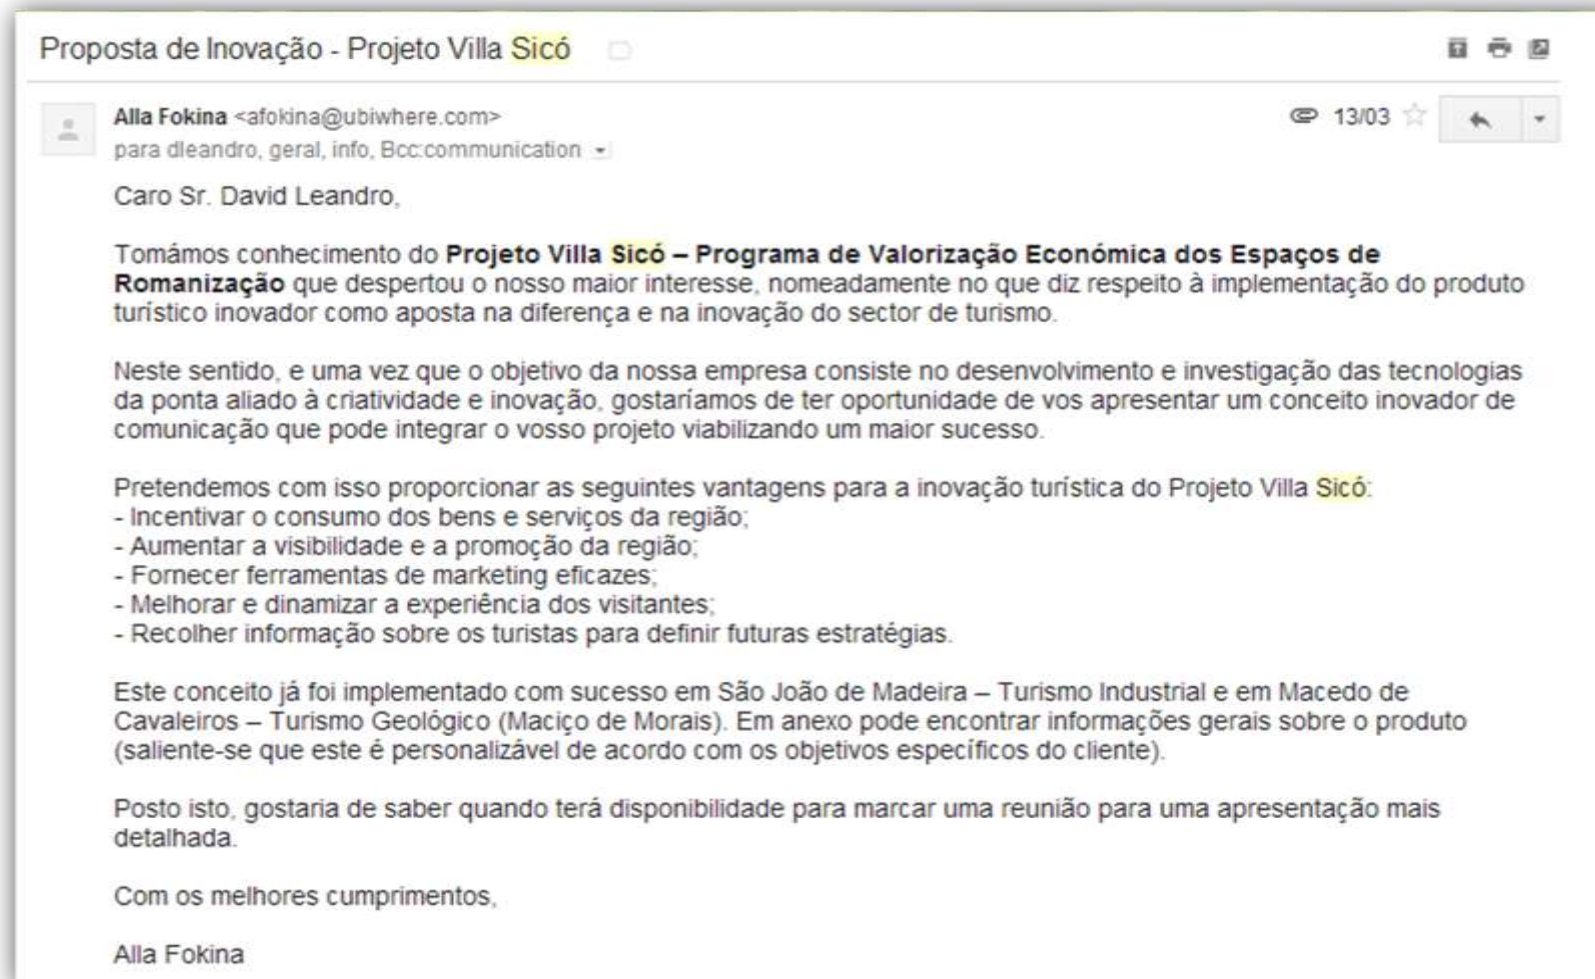 Proposta de Inovação - Projeto Villa Sicó
Alla Fokina <afokina@ubiwhere.com>
13/03
para dleandro, geral, info, Bcc:communication
Caro Sr. David Leandro,
Tomámos conhecimento do Projeto Villa Sicó – Programa de Valorização Económica dos Espaços de
Romanização que despertou o nosso maior interesse, nomeadamente no que diz respeito à implementação do produto
turístico inovador como aposta na diferença e na inovação do sector de turismo.
Neste sentido, e uma vez que o objetivo da nossa empresa consiste no desenvolvimento e investigação das tecnologias
da ponta aliado à criatividade e inovação, gostaríamos de ter oportunidade de vos apresentar um conceito inovador de
comunicação que pode integrar o vosso projeto viabilizando um maior sucesso.
Pretendemos com isso proporcionar as seguintes vantagens para a inovação turística do Projeto Villa Sicó:
- Incentivar o consumo dos bens e serviços da região;
- Aumentar a visibilidade e a promoção da região;
- Fornecer ferramentas de marketing eficazes;
- Melhorar e dinamizar a experiência dos visitantes;
- Recolher informação sobre os turistas para definir futuras estratégias.
Este conceito já foi implementado com sucesso em São João de Madeira – Turismo Industrial e em Macedo de
Cavaleiros – Turismo Geológico (Maciço de Morais). Em anexo pode encontrar informações gerais sobre o produto
(saliente-se que este é personalizável de acordo com os objetivos específicos do cliente).
Posto isto, gostaria de saber quando terá disponibilidade para marcar uma reunião para uma apresentação mais
detalhada.
Com os melhores cumprimentos,
Alla Fokina